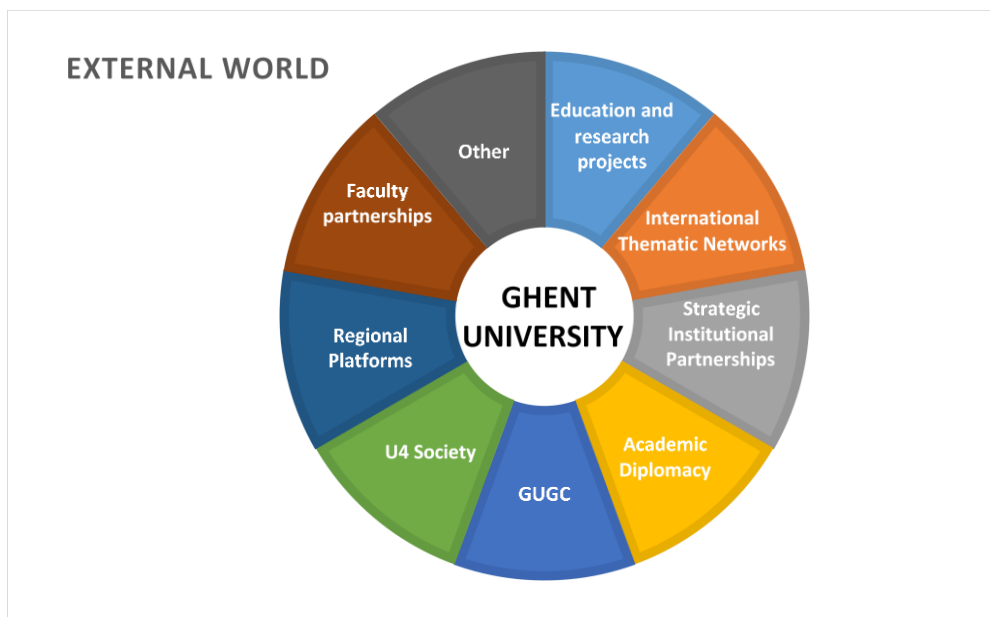 EXTERNAL WORLD
Education and
research
projects
International
Thematic Networks
Strategic
Institutional
Partnerships
Academic
Diplomacy
GUGC
U4 Society
Regional
Platforms
Faculty
partnerships
Other
GHENT
UNIVERSITY